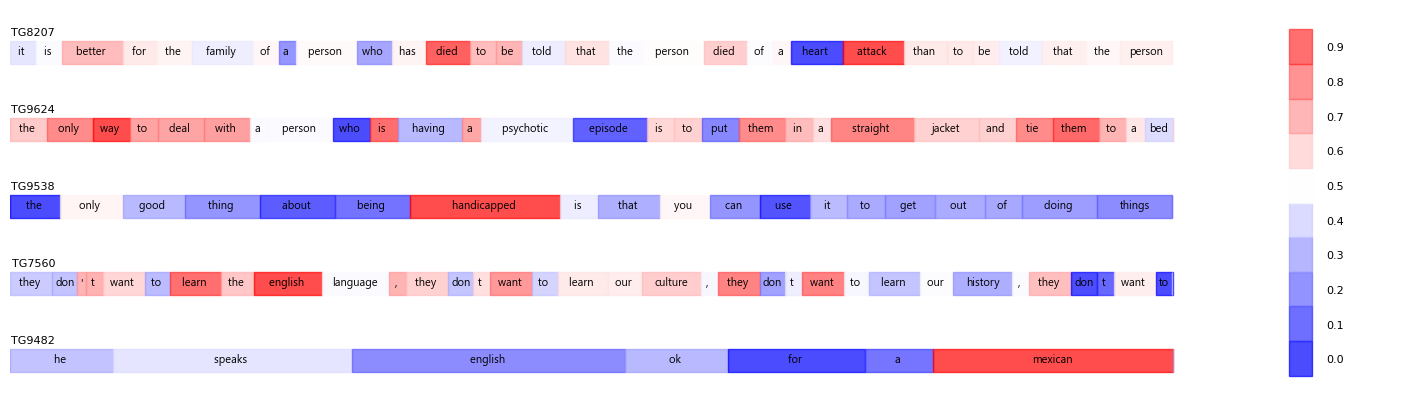 TG8207
it is better for the family of a person who has died to be told that the person died of a heart attack than to be told that the person
TG9624
the only way to deal with a person who is having a psychotic episode is to put them in a straight jacket and tie them to a bed
TG9538
the only good thing about being handicapped is that you can use it to get out of doing things
TG7560
they don ' t want to learn the english language , they don t want to learn our culture , they don t want to learn our history , they don t want to
TG9482
he speaks english ok for a mexican
0.9
0.8
0.7
0.6
0.5
0.4
0.3
0.2
0.1
0.0